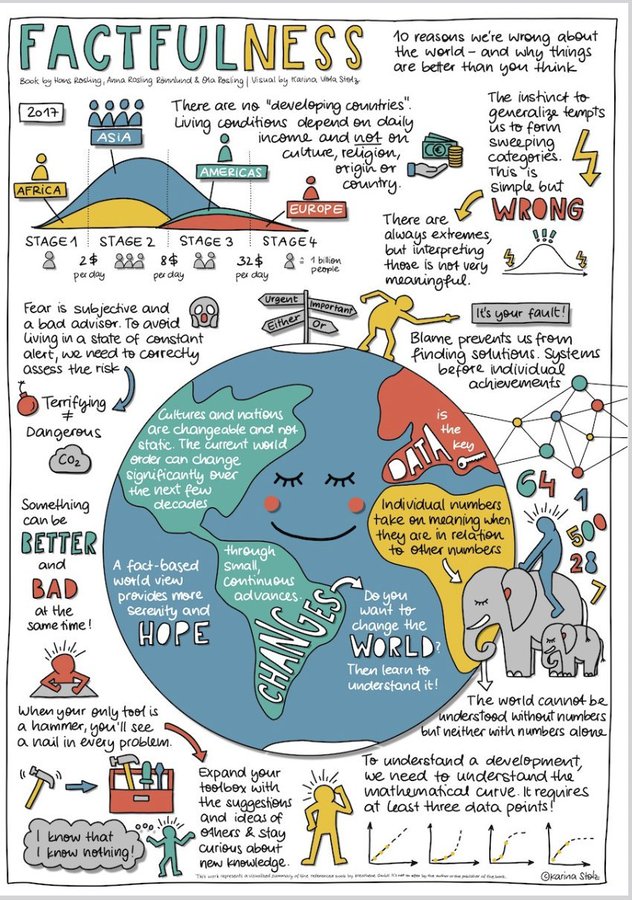 FACTFULNESS
Book by Hans Rosling, Anna Rosling Rönnlund & Ola Rosling | Visual by Karina Viola Stolz
10 reasons we're wrong about
the world - and why things
are better than you think
2017
ASIA
AFRICA
AMERICAS
EUROPE
STAGE 1 STAGE 2 STAGE 3 STAGE 4
2$ per day
8$ per day
32$ per day
= 1 billion people
There are no "developing countries".
Living conditions depend on daily
income and not on
culture, religion,
origin or
country.
The instinct to
generalize tempts
us to form
sweeping
categories.
This is
simple but
WRONG
There are
always extremes,
but interpreting
those is not very
meaningful.
!!!
Fear is subjective and
a bad advisor. To avoid
living in a state of constant
alert, we need to correctly
assess the risk
Terrifying
≠
Dangerous
CO2
Urgent
Important
Either
Or
It's your fault!
Blame prevents us from
finding solutions. Systems
before individual
achievements
Cultures and nations
are changeable and not
static. The current world
order can change
significantly over
the next few
decades
through
small,
continuous
advances.
CHANGES
is
the
key
DATA
Individual numbers
take on meaning when
they are in relation
to other numbers
64
1
500
28
7
Something
can be
BETTER
and
BAD
at the
same time!
A fact-based
world view
provides more
serenity and
HOPE
Do you
want to
change the
WORLD?
Then learn to
understand it!
The world cannot be
understood without numbers
but neither with numbers alone
When your only tool is
a hammer, you'll see
a nail in every problem.
Expand your
toolbox with
the suggestions
and ideas of
others & stay
curious about
new knowledge.
I know that
I know nothing!
To understand a development,
we need to understand the
mathematical curve. It requires
at least three data points!
©Karina Stolz